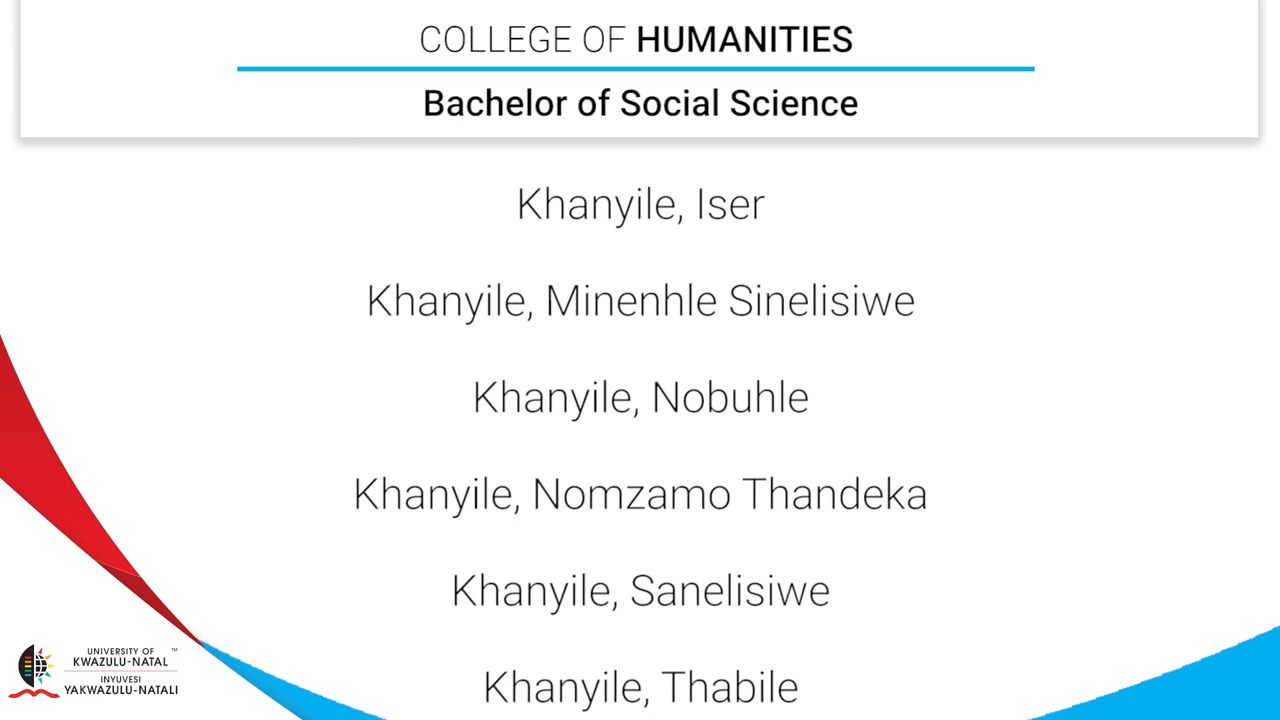 COLLEGE OF HUMANITIES
Bachelor of Social Science
Khanyile, Iser
Khanyile, Minenhle Sinelisiwe
Khanyile, Nobuhle
Khanyile, Nomzamo Thandeka
Khanyile, Sanelisiwe
Khanyile, Thabile
UNIVERSITY OF ™
KWAZULU-NATAL
INYUVESI
YAKWAZULU-NATALI